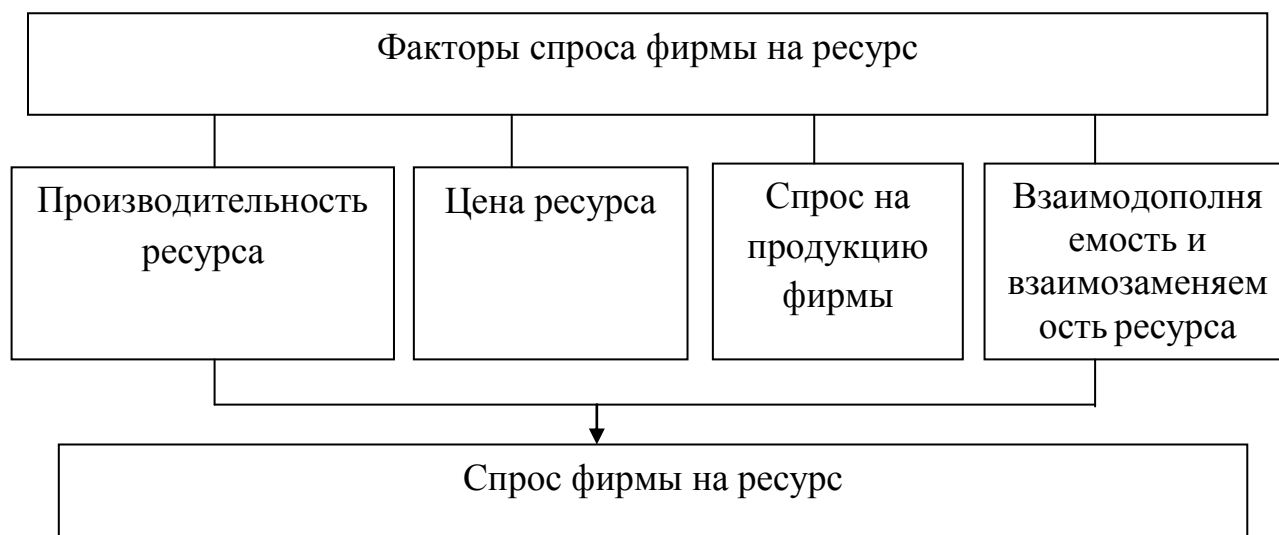 Факторы спроса фирмы на ресурс
Производительность
ресурса
Цена ресурса
Спрос на
продукцию
фирмы
Взаимодополня
емость и
взаимозаменяем
ость ресурса
Спрос фирмы на ресурс